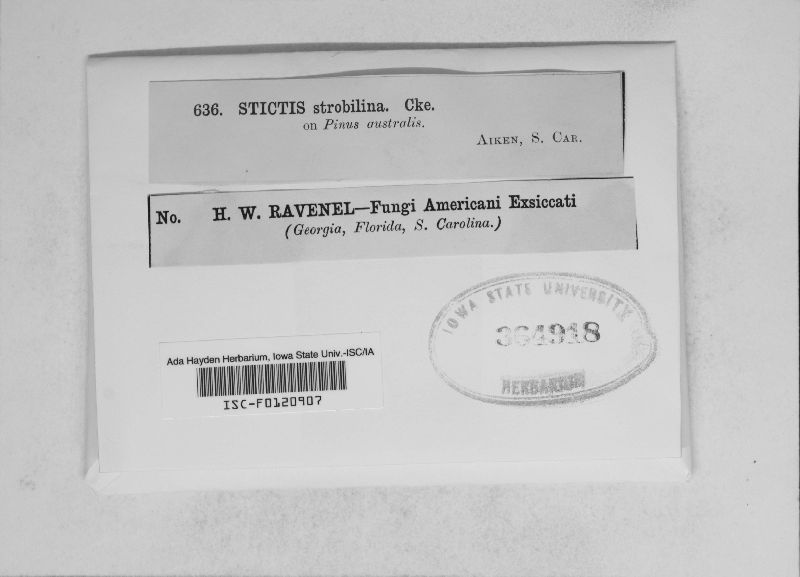 636. STICTIS strobilina. Cke.
on Pinus australis.
AIKEN, S. CAR.
No. H. W. RAVENEL—Fungi Americani Exsiccati
(Georgia, Florida, S. Carolina.)
IOWA STATE UNIVERSITY
364918
HERBARIUM
Ada Hayden Herbarium, Iowa State Univ.-ISC/IA
ISC-F0120907